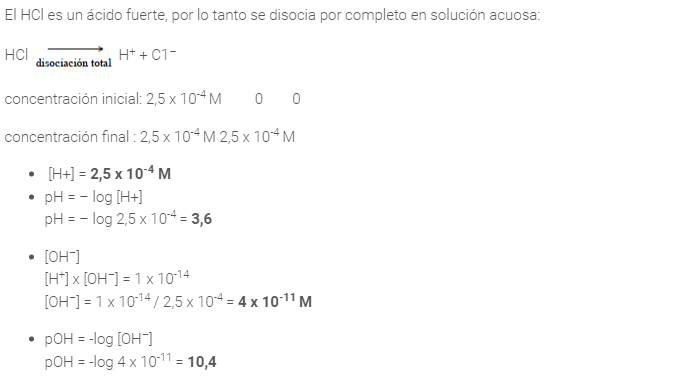 El HCl es un ácido fuerte, por lo tanto se disocia por completo en solución acuosa:
HCl disociación total H⁺ + C1⁻
concentración inicial: 2,5 x 10⁻⁴ M 0 0
concentración final : 2,5 x 10⁻⁴ M 2,5 x 10⁻⁴ M
• [H+] = 2,5 x 10⁻⁴ M
• pH = – log [H+]
pH = – log 2,5 x 10⁻⁴ = 3,6
• [OH⁻]
[H⁺] x [OH⁻] = 1 x 10⁻¹⁴
[OH⁻] = 1 x 10⁻¹⁴ / 2,5 x 10⁻⁴ = 4 x 10⁻¹¹ M
• pOH = -log [OH⁻]
pOH = -log 4 x 10⁻¹¹ = 10,4